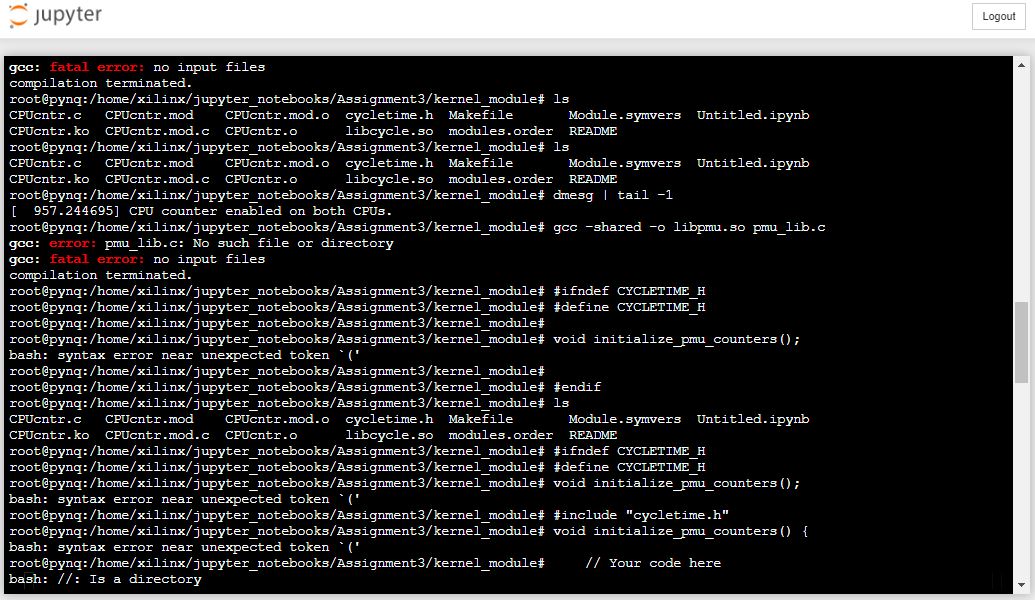 jupyter
Logout
gcc: fatal error: no input files
compilation terminated.
root@pynq:/home/xilinx/jupyter_notebooks/Assignment3/kernel_module# ls
CPUcntr.c   CPUcntr.mod    CPUcntr.mod.o  cycletime.h  Makefile       Module.symvers  Untitled.ipynb
CPUcntr.ko  CPUcntr.mod.c  CPUcntr.o      libcycle.so  modules.order  README
root@pynq:/home/xilinx/jupyter_notebooks/Assignment3/kernel_module# ls
CPUcntr.c   CPUcntr.mod    CPUcntr.mod.o  cycletime.h  Makefile       Module.symvers  Untitled.ipynb
CPUcntr.ko  CPUcntr.mod.c  CPUcntr.o      libcycle.so  modules.order  README
root@pynq:/home/xilinx/jupyter_notebooks/Assignment3/kernel_module# dmesg | tail -1
[  957.244695] CPU counter enabled on both CPUs.
root@pynq:/home/xilinx/jupyter_notebooks/Assignment3/kernel_module# gcc -shared -o libpmu.so pmu_lib.c
gcc: error: pmu_lib.c: No such file or directory
gcc: fatal error: no input files
compilation terminated.
root@pynq:/home/xilinx/jupyter_notebooks/Assignment3/kernel_module# #ifndef CYCLETIME_H
root@pynq:/home/xilinx/jupyter_notebooks/Assignment3/kernel_module# #define CYCLETIME_H
root@pynq:/home/xilinx/jupyter_notebooks/Assignment3/kernel_module#
root@pynq:/home/xilinx/jupyter_notebooks/Assignment3/kernel_module# void initialize_pmu_counters();
bash: syntax error near unexpected token `('
root@pynq:/home/xilinx/jupyter_notebooks/Assignment3/kernel_module#
root@pynq:/home/xilinx/jupyter_notebooks/Assignment3/kernel_module# #endif
root@pynq:/home/xilinx/jupyter_notebooks/Assignment3/kernel_module# ls
CPUcntr.c   CPUcntr.mod    CPUcntr.mod.o  cycletime.h  Makefile       Module.symvers  Untitled.ipynb
CPUcntr.ko  CPUcntr.mod.c  CPUcntr.o      libcycle.so  modules.order  README
root@pynq:/home/xilinx/jupyter_notebooks/Assignment3/kernel_module# #ifndef CYCLETIME_H
root@pynq:/home/xilinx/jupyter_notebooks/Assignment3/kernel_module# #define CYCLETIME_H
root@pynq:/home/xilinx/jupyter_notebooks/Assignment3/kernel_module# void initialize_pmu_counters();
bash: syntax error near unexpected token `('
root@pynq:/home/xilinx/jupyter_notebooks/Assignment3/kernel_module# #include "cycletime.h"
root@pynq:/home/xilinx/jupyter_notebooks/Assignment3/kernel_module# void initialize_pmu_counters() {
bash: syntax error near unexpected token `('
root@pynq:/home/xilinx/jupyter_notebooks/Assignment3/kernel_module#     // Your code here
bash: //: Is a directory